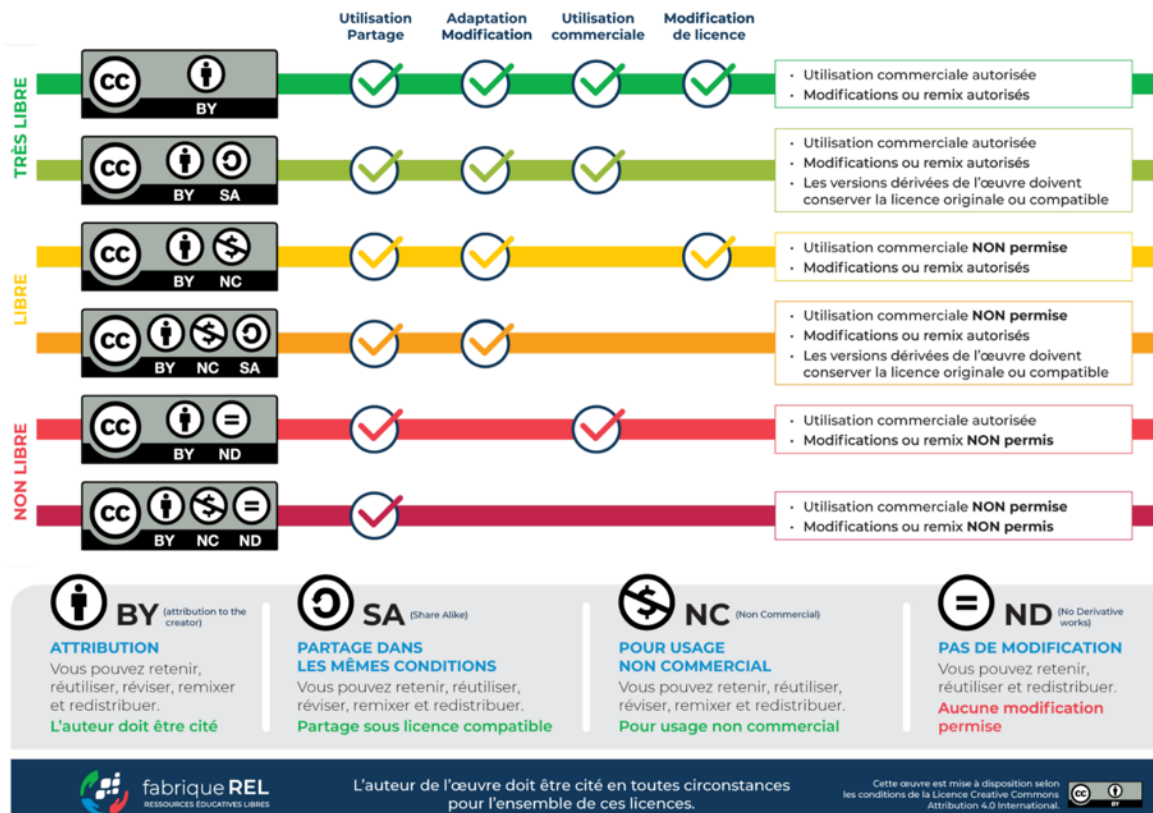 Utilisation Partage
Adaptation Modification
Utilisation commerciale
Modification de licence
TRÈS LIBRE
CC BY
BY
• Utilisation commerciale autorisée
• Modifications ou remix autorisés
CC
BY SA
• Utilisation commerciale autorisée
• Modifications ou remix autorisés
• Les versions dérivées de l'œuvre doivent
conserver la licence originale ou compatible
LIBRE
CC
BY NC
• Utilisation commerciale NON permise
• Modifications ou remix autorisés
CC
BY NC SA
• Utilisation commerciale NON permise
• Modifications ou remix autorisés
• Les versions dérivées de l'œuvre doivent
conserver la licence originale ou compatible
NON LIBRE
CC
BY ND
• Utilisation commerciale autorisée
• Modifications ou remix NON permis
CC
BY NC ND
• Utilisation commerciale NON permise
• Modifications ou remix NON permis
BY (attribution to the
creator)
ATTRIBUTION
Vous pouvez retenir,
réutiliser, réviser, remixer
et redistribuer.
L'auteur doit être cité
SA (Share Alike)
PARTAGE DANS
LES MÊMES CONDITIONS
Vous pouvez retenir, réutiliser,
réviser, remixer et redistribuer.
Partage sous licence compatible
NC (Non Commercial)
POUR USAGE
NON COMMERCIAL
Vous pouvez retenir, réutiliser,
réviser, remixer et redistribuer.
Pour usage non commercial
ND (No Derivative
works)
PAS DE MODIFICATION
Vous pouvez retenir,
réutiliser et redistribuer.
Aucune modification
permise
fabrique REL
RESSOURCES ÉDUCATIVES LIBRES
L'auteur de l'œuvre doit être cité en toutes circonstances
pour l'ensemble de ces licences.
Cette œuvre est mise à disposition selon
les conditions de la Licence Creative Commons
Attribution 4.0 International.
CC
BY